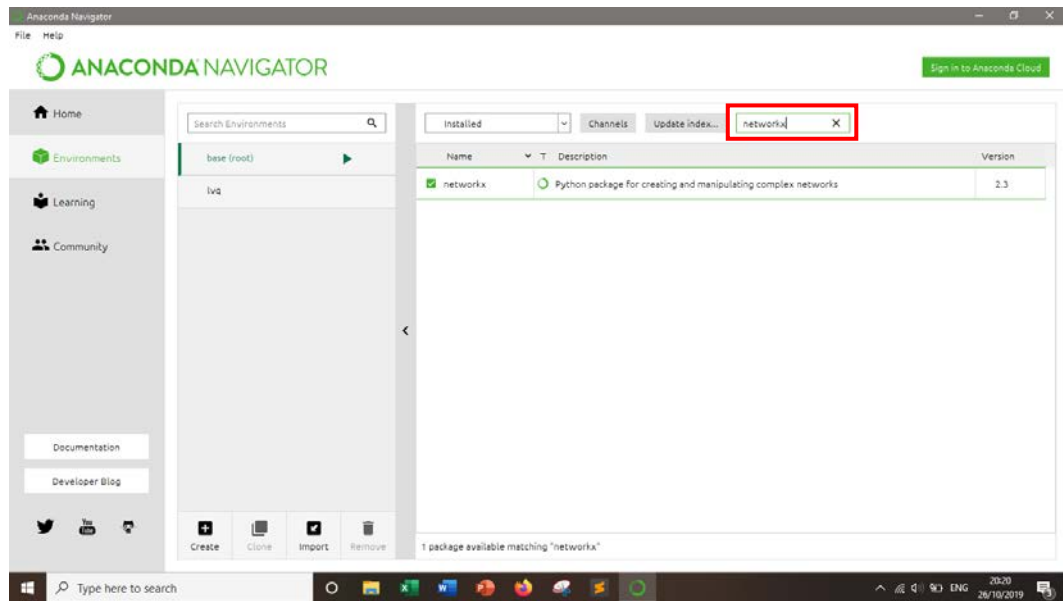 Anaconda Navigator
File Help
ANACONDA NAVIGATOR
Sign in to Anaconda Cloud
Home
Environments
Learning
Community
Documentation
Developer Blog
You Tube
Search Environments
base (root)
lvq
Create Clone Import Remove
Installed Channels Update index... networkx
Name T Description Version
networkx Python package for creating and manipulating complex networks 2.3
1 package available matching "networkx"
Type here to search
ENG 20:20
26/10/2019